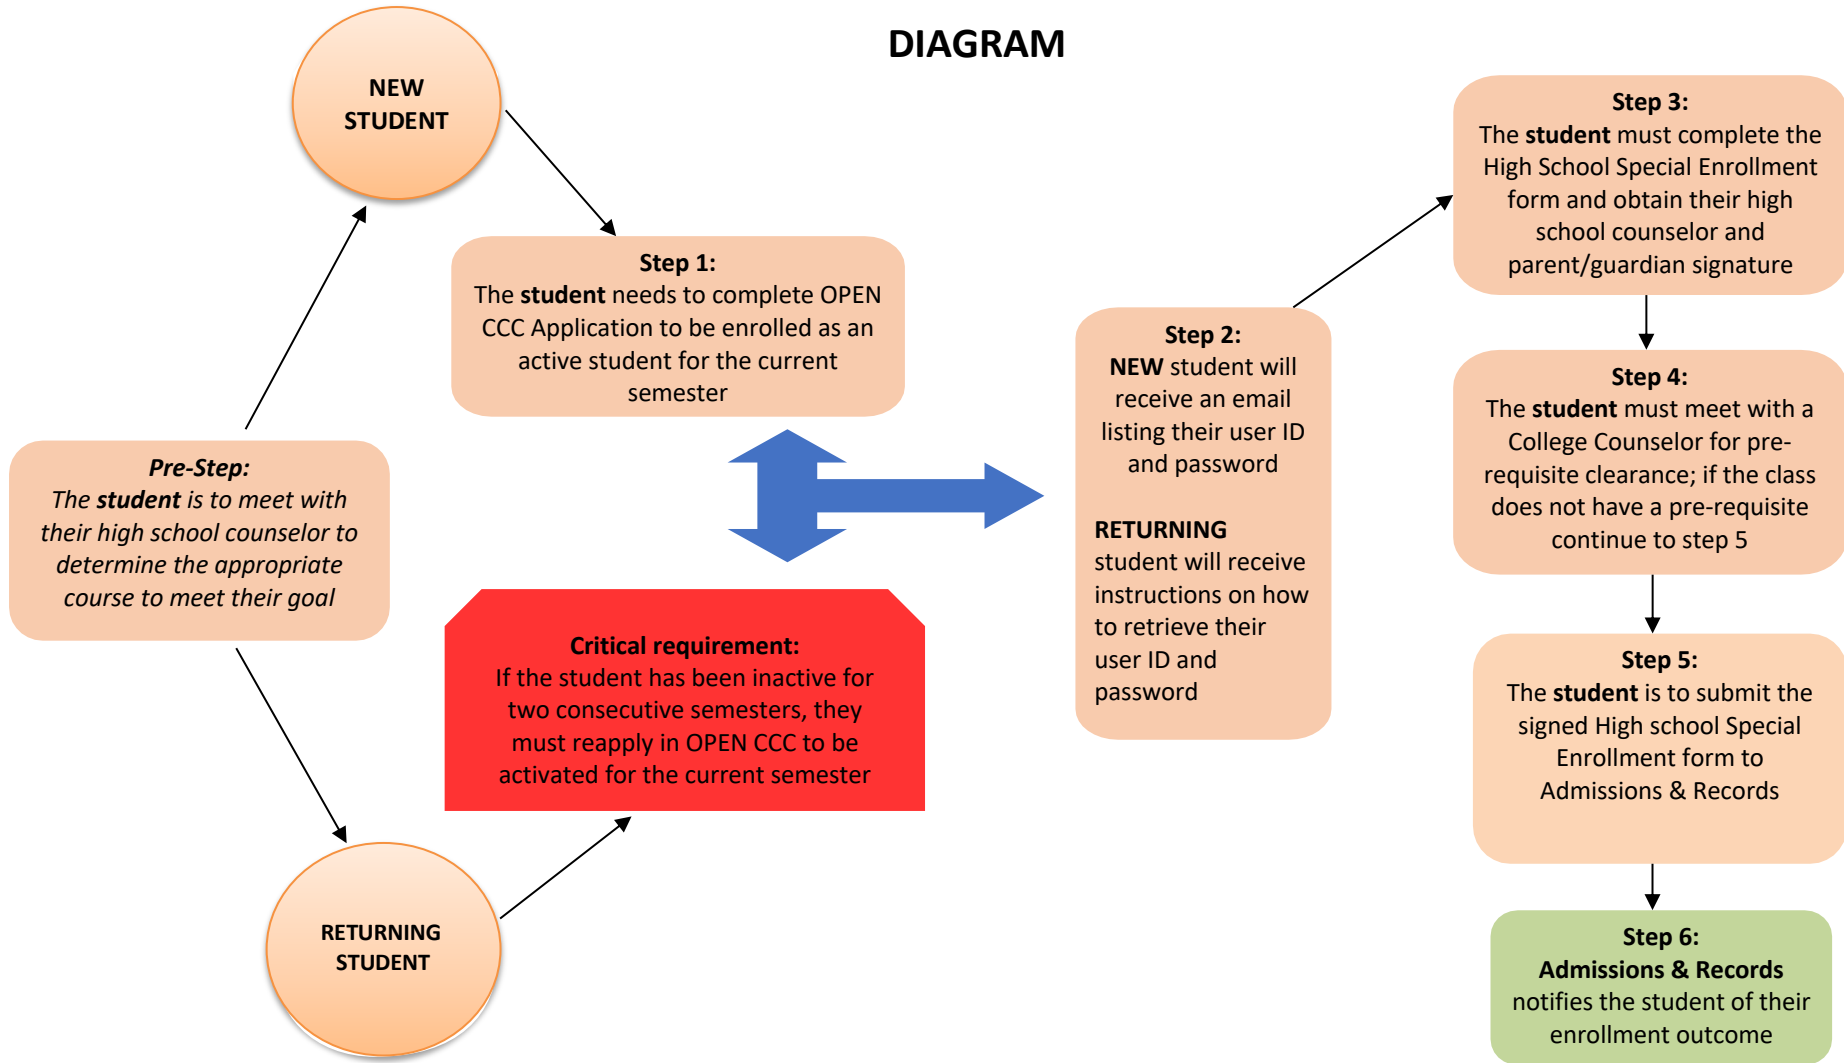 DIAGRAM
NEW
STUDENT
Step 1:
The student needs to complete OPEN
CCC Application to be enrolled as an
active student for the current
semester
Pre-Step:
The student is to meet with
their high school counselor to
determine the appropriate
course to meet their goal
Critical requirement:
If the student has been inactive for
two consecutive semesters, they
must reapply in OPEN CCC to be
activated for the current semester
RETURNING
STUDENT
Step 2:
NEW student will
receive an email
listing their user ID
and password
RETURNING
student will receive
instructions on how
to retrieve their
user ID and
password
Step 3:
The student must complete the
High School Special Enrollment
form and obtain their high
school counselor and
parent/guardian signature
Step 4:
The student must meet with a
College Counselor for pre-
requisite clearance; if the class
does not have a pre-requisite
continue to step 5
Step 5:
The student is to submit the
signed High school Special
Enrollment form to
Admissions & Records
Step 6:
Admissions & Records
notifies the student of their
enrollment outcome